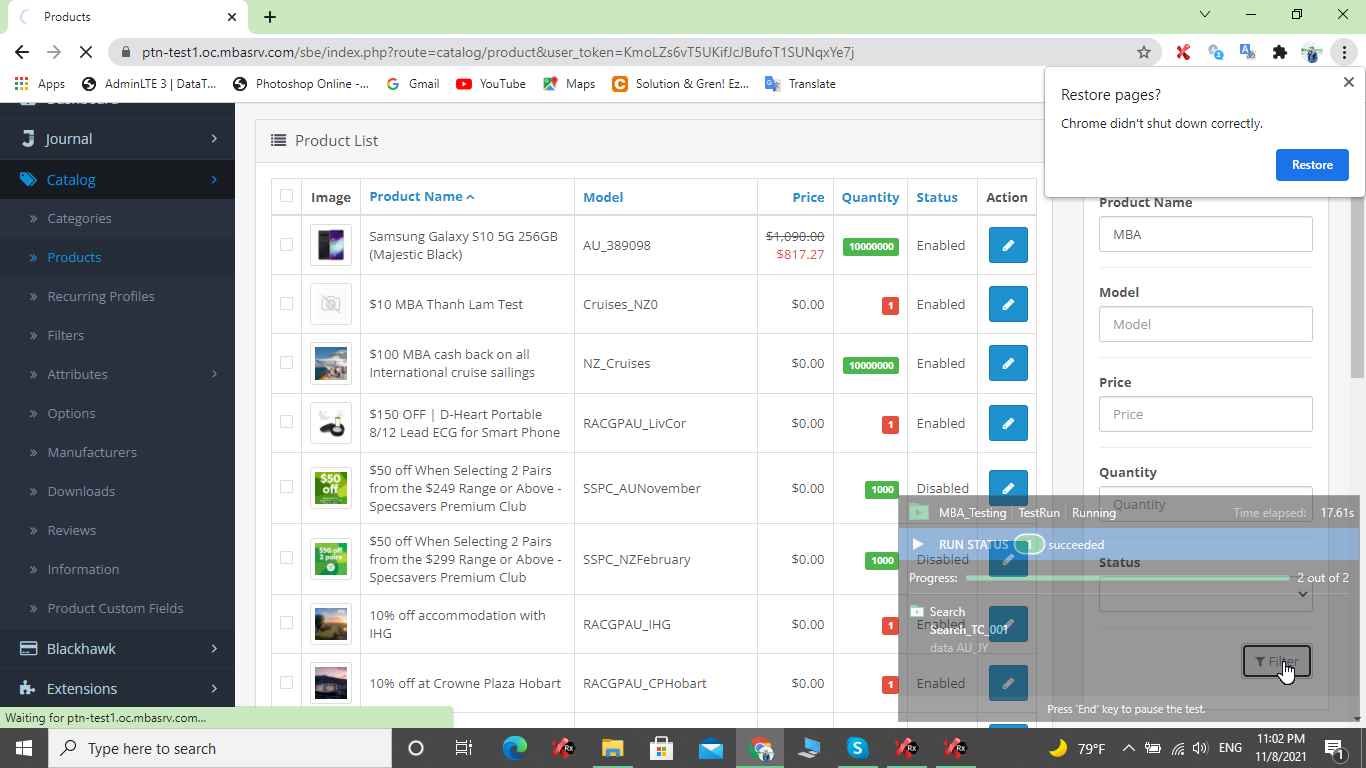 Products
ptn-test1.oc.mbasrv.com/sbe/index.php?route=catalog/product&user_token=KmoLZs6vT5UKifJcJBufoT1SUNqxYe7j
Apps
AdminLTE 3 | DataT...
Photoshop Online -...
Gmail
YouTube
Maps
Solution & Gren! Ez...
Translate
Restore pages?
Chrome didn't shut down correctly.
Restore
Dashboard
Journal
Catalog
Categories
Products
Recurring Profiles
Filters
Attributes
Options
Manufacturers
Downloads
Reviews
Information
Product Custom Fields
Blackhawk
Extensions
Product List
Image Product Name Model Price Quantity Status Action
Samsung Galaxy S10 5G 256GB
(Majestic Black)
AU_389098
$1,090.00
$817.27
10000000
Enabled
$10 MBA Thanh Lam Test
Cruises_NZ0
$0.00
1
Enabled
$100 MBA cash back on all
International cruise sailings
NZ_Cruises
$0.00
10000000
Enabled
$150 OFF | D-Heart Portable
8/12 Lead ECG for Smart Phone
RACGPAU_LivCor
$0.00
1
Enabled
$50
off
$50 off When Selecting 2 Pairs
from the $249 Range or Above -
Specsavers Premium Club
SSPC_AUNovember
$0.00
1000
Disabled
$50 off
2 pairs
$50 off When Selecting 2 Pairs
from the $299 Range or Above -
Specsavers Premium Club
SSPC_NZFebruary
$0.00
1000
Disabled
10% off accommodation with
IHG
RACGPAU_IHG
$0.00
1
Enabled
10% off at Crowne Plaza Hobart
RACGPAU_CPHobart
$0.00
1
Enabled
Product Name
MBA
Model
Model
Price
Price
Quantity
Quantity
Status
Filter
MBA_Testing TestRun Running Time elapsed: 17.61s
RUN STATUS 1 succeeded
Progress: 2 out of 2
Search
Search_TC_001
data AU_JY
Press 'End' key to pause the test.
Waiting for ptn-test1.oc.mbasrv.com...
Type here to search
Rx
Rx
Rx
79°F
ENG
11:02 PM
11/8/2021
1